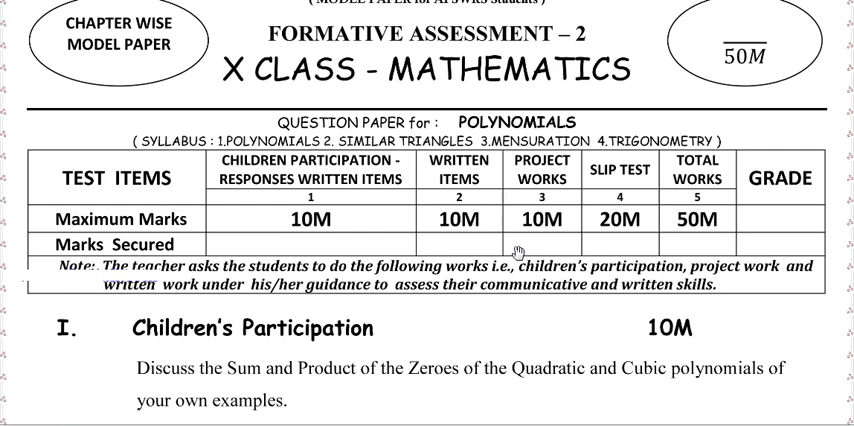 ( MODEL PAPER for APSWRS Students )
CHAPTER WISE
MODEL PAPER
FORMATIVE ASSESSMENT – 2
X CLASS - MATHEMATICS
50M
QUESTION PAPER for : POLYNOMIALS
( SYLLABUS : 1.POLYNOMIALS 2. SIMILAR TRIANGLES 3.MENSURATION 4.TRIGONOMETRY )
TEST ITEMS
CHILDREN PARTICIPATION -
RESPONSES WRITTEN ITEMS
WRITTEN
ITEMS
PROJECT
WORKS
SLIP TEST
TOTAL
WORKS
GRADE
1 2 3 4 5
Maximum Marks 10M 10M 10M 20M 50M
Marks Secured
Note:. The teacher asks the students to do the following works i.e., children's participation, project work and
written work under his/her guidance to assess their communicative and written skills.
I. Children's Participation 10M
Discuss the Sum and Product of the Zeroes of the Quadratic and Cubic polynomials of
your own examples.